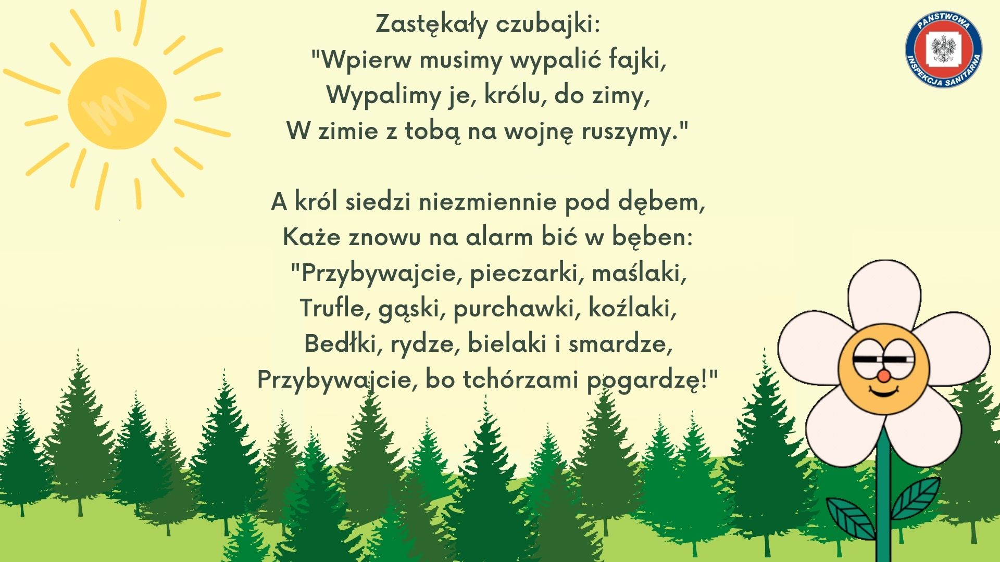 Zastękały czubajki:
"Wpierw musimy wypalić fajki,
Wypalimy je, królu, do zimy,
W zimie z tobą na wojnę ruszymy."
A król siedzi niezmiennie pod dębem,
Każe znowu na alarm bić w bęben:
"Przybywajcie, pieczarki, maślaki,
Trufle, gąski, purchawki, koźlaki,
Bedłki, rydze, bielaki i smardze,
Przybywajcie, bo tchórzami pogardzę!"
PAŃSTWOWA
INSPEKCJA SANITARNA